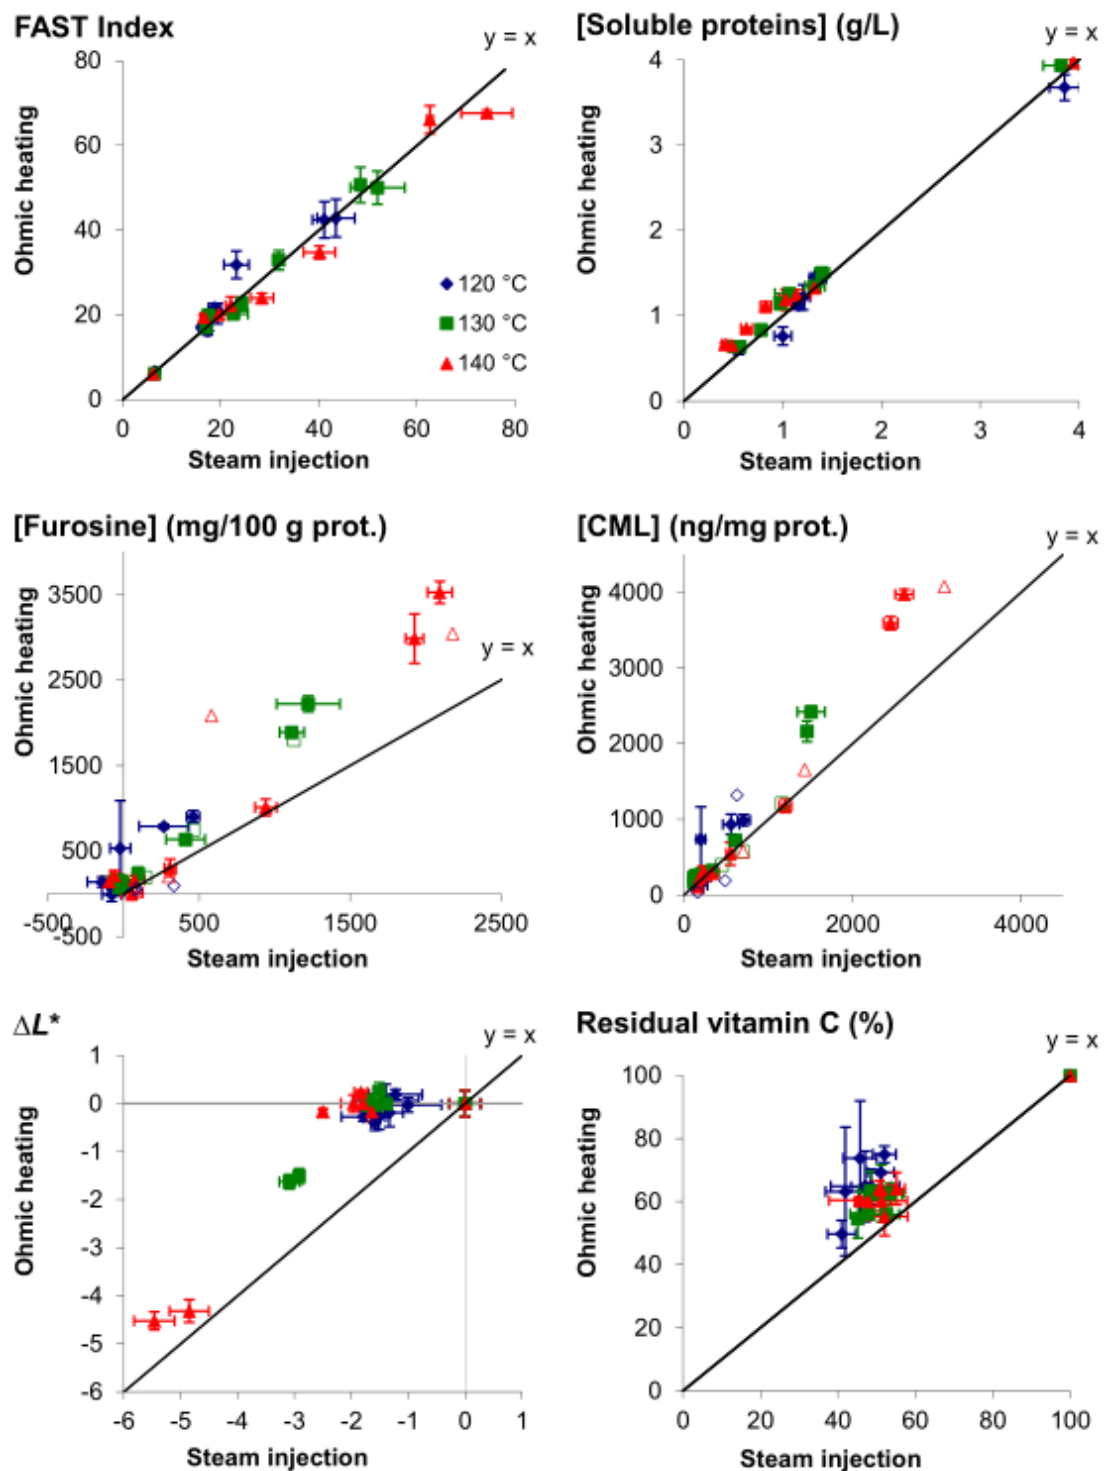 FAST Index
y = x
80
60
40
20
0
Ohmic heating
120 °C
130 °C
140 °C
0 20 40 60 80
Steam injection
[Soluble proteins] (g/L)
y = x
4
3
2
1
0
Ohmic heating
0 1 2 3 4
Steam injection
[Furosine] (mg/100 g prot.)
y = x
3500
2500
1500
500
-500
Ohmic heating
-500 500 1500 2500
Steam injection
[CML] (ng/mg prot.)
y = x
4000
3000
2000
1000
0
Ohmic heating
0 2000 4000
Steam injection
ΔL*
y = x
1
0
-1
-2
-3
-4
-5
-6
Ohmic heating
-6 -5 -4 -3 -2 -1 0 1
Steam injection
Residual vitamin C (%)
y = x
100
80
60
40
20
0
Ohmic heating
0 20 40 60 80 100
Steam injection